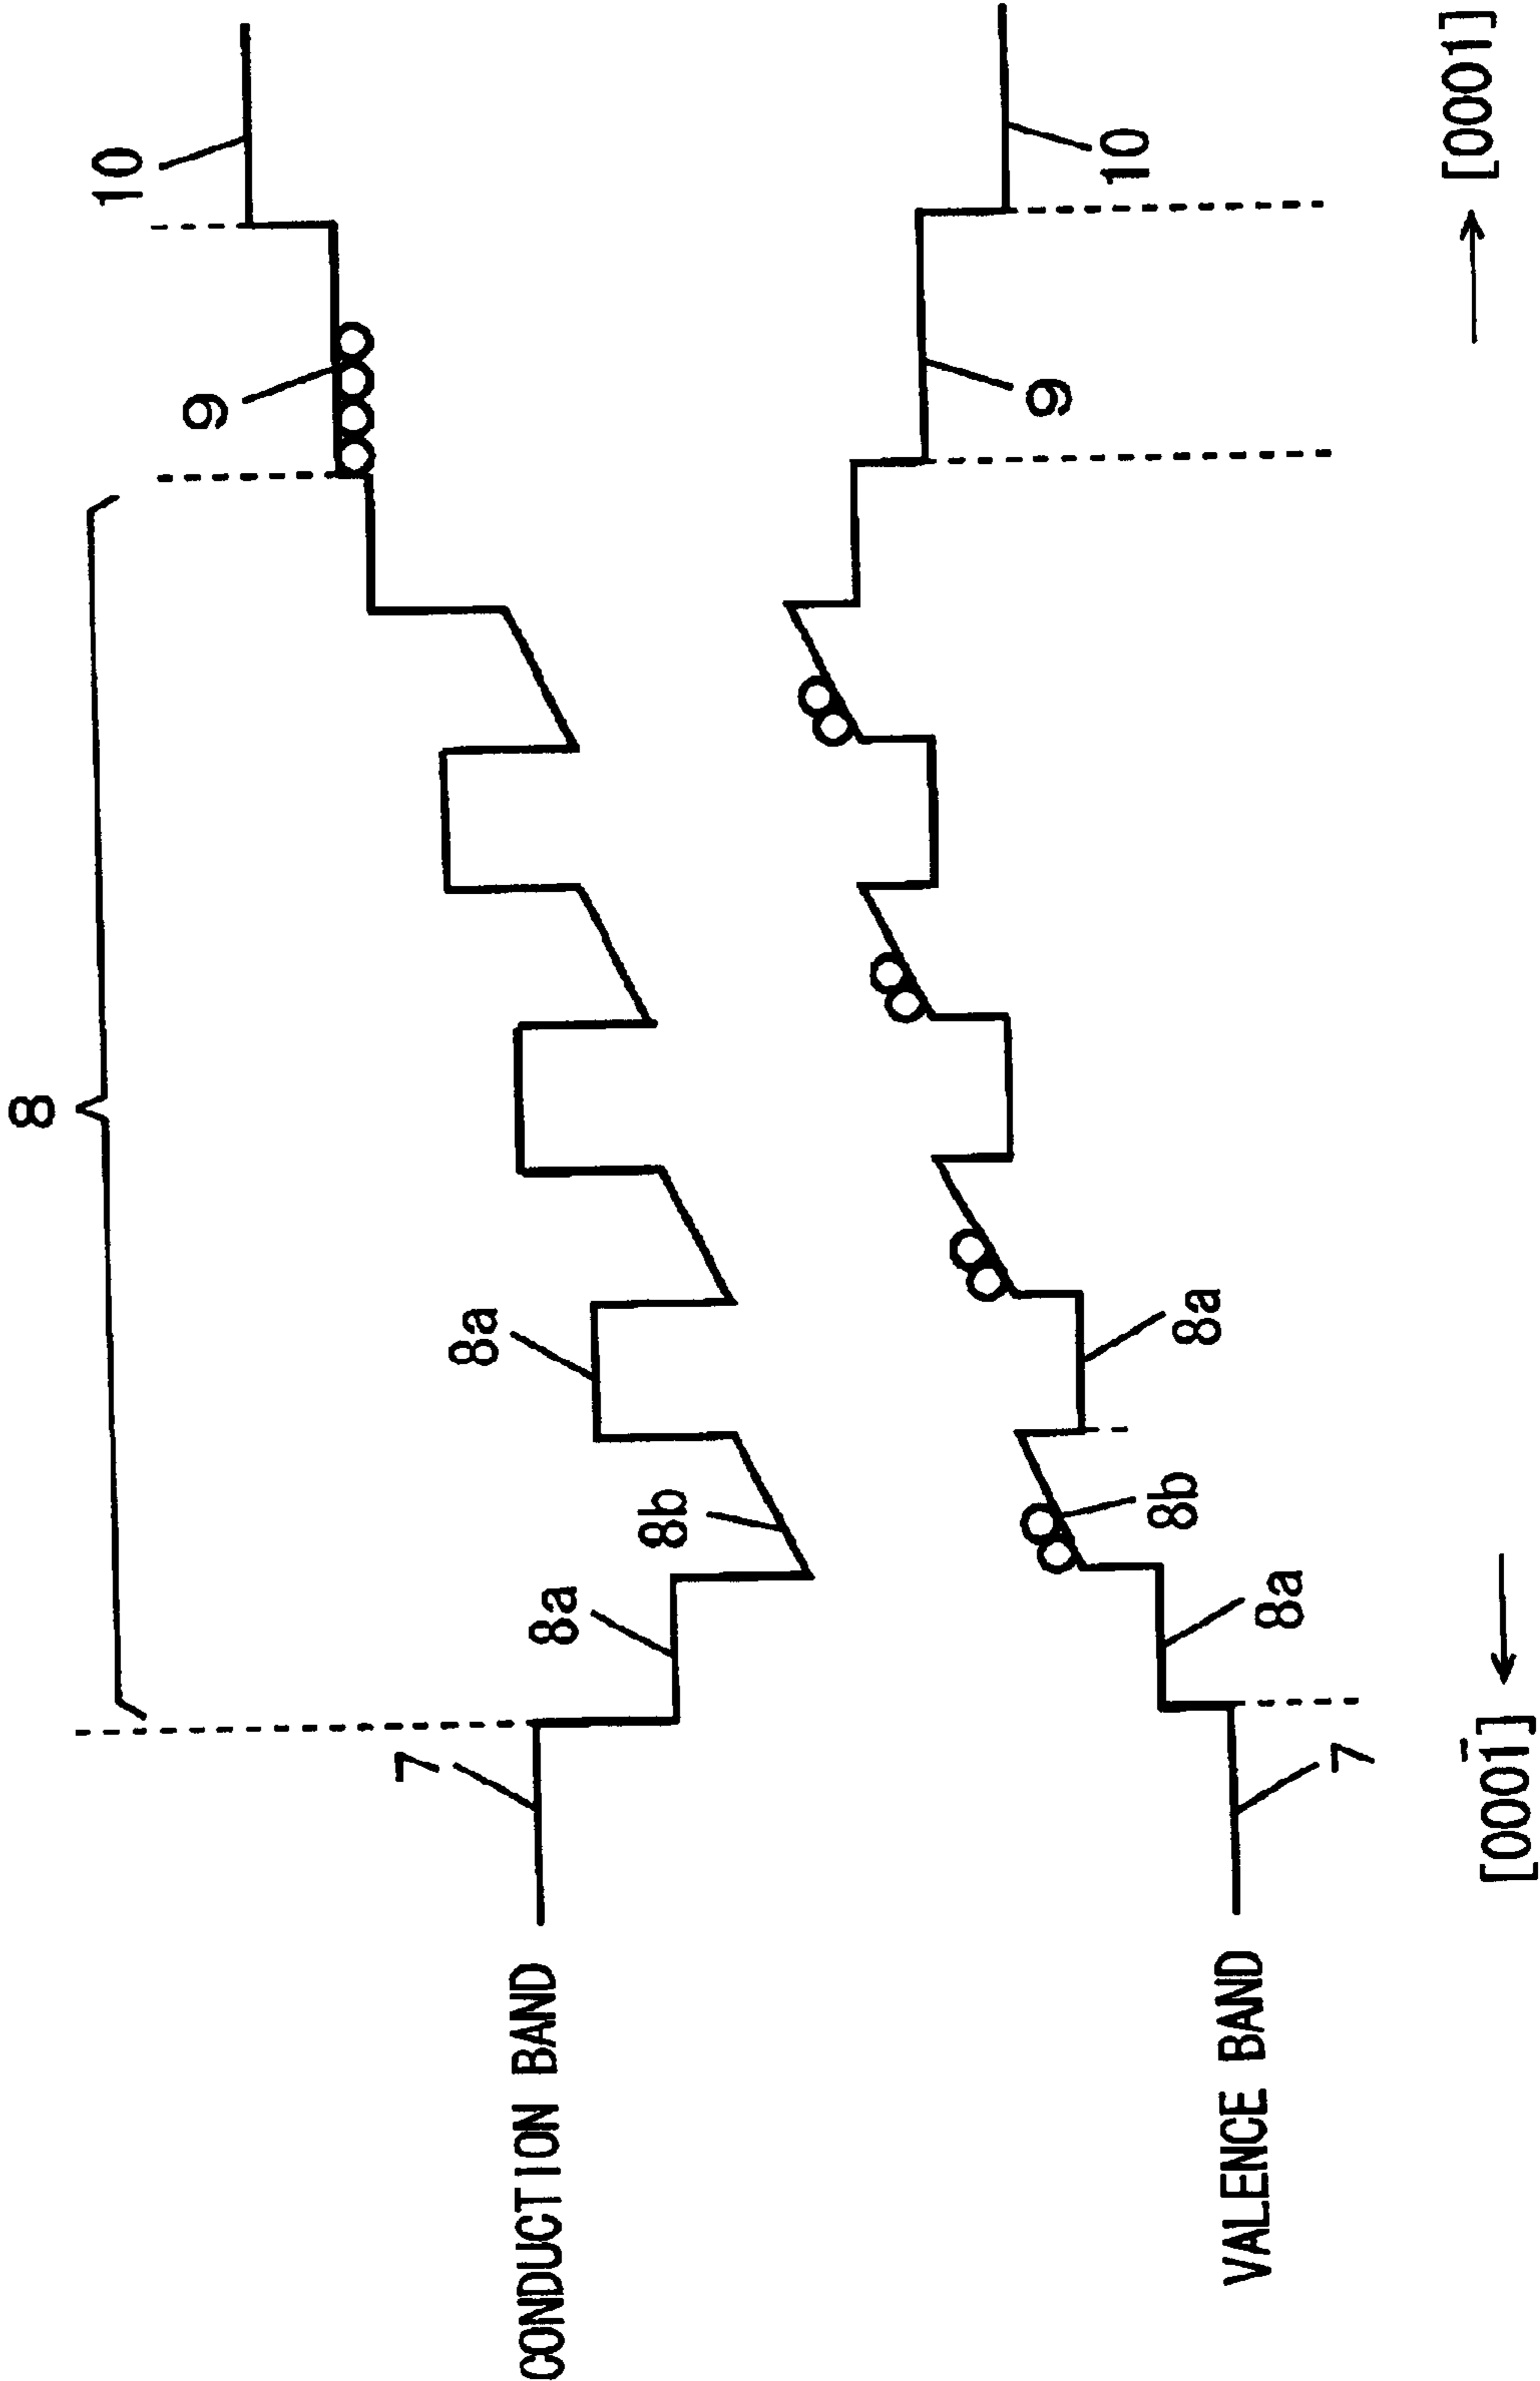 8
10
9
7
8a
CONDUCTION BAND
8a
8b
9
10
8b
8a
VALENCE BAND
8a
7
[0001]
[0001̄]